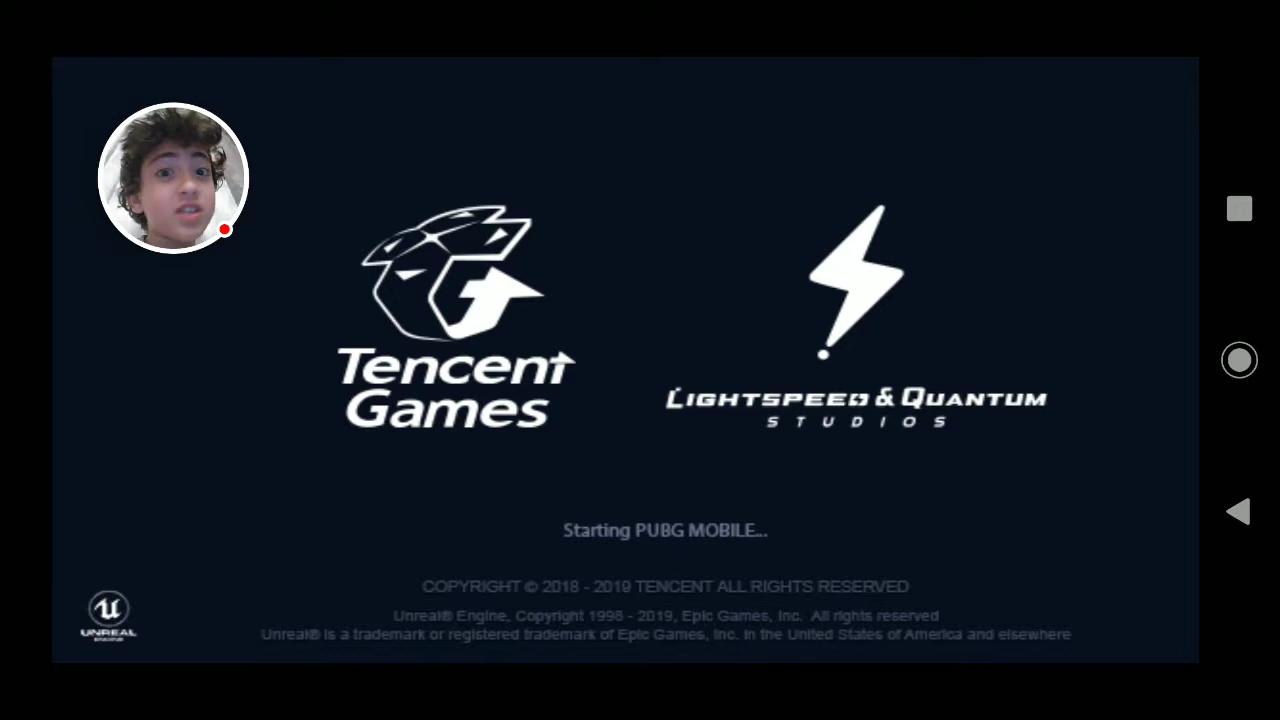 Tencent
Games
LIGHTSPEED & QUANTUM
STUDIOS
Starting PUBG MOBILE...
COPYRIGHT © 2018 - 2019 TENCENT ALL RIGHTS RESERVED
Unreal® Engine, Copyright 1998 - 2019, Epic Games, Inc. All rights reserved
Unreal® is a trademark or registered trademark of Epic Games, Inc. in the United States of America and elsewhere
UNREAL
ENGINE